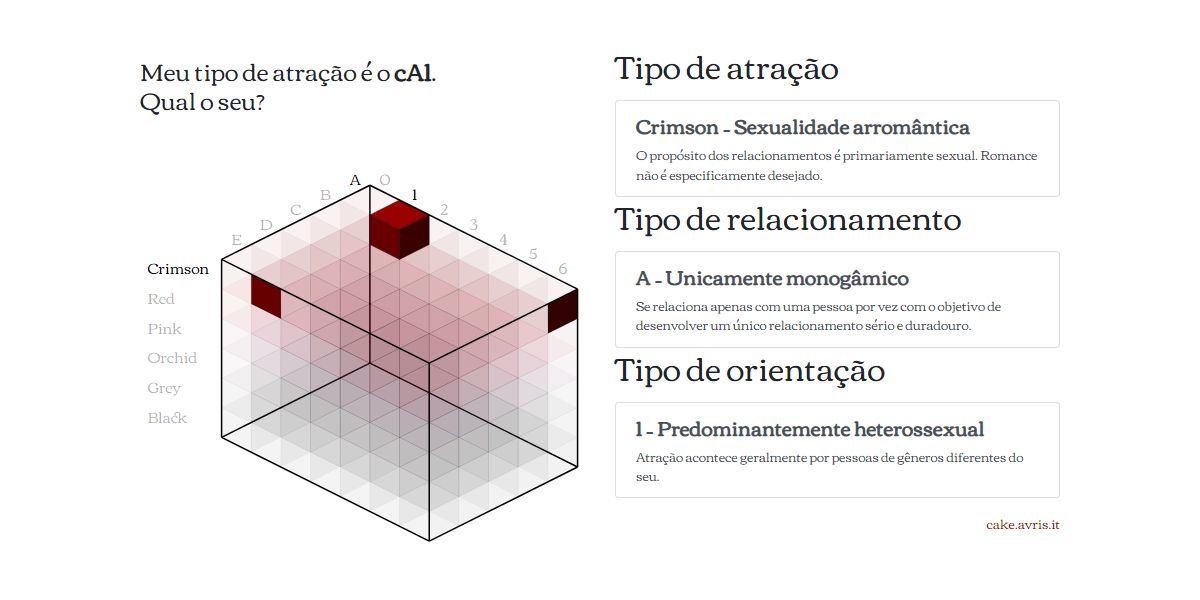 Meu tipo de atração é o cA1.
Qual o seu?
A
O
B
1
C
2
D
3
E
4
5
6
Crimson
Red
Pink
Orchid
Grey
Black
Tipo de atração
Crimson - Sexualidade arromântica
O propósito dos relacionamentos é primariamente sexual. Romance
não é especificamente desejado.
Tipo de relacionamento
A - Unicamente monogâmico
Se relaciona apenas com uma pessoa por vez com o objetivo de
desenvolver um único relacionamento sério e duradouro.
Tipo de orientação
1 - Predominantemente heterossexual
Atração acontece geralmente por pessoas de gêneros diferentes do
seu.
cake.avris.it